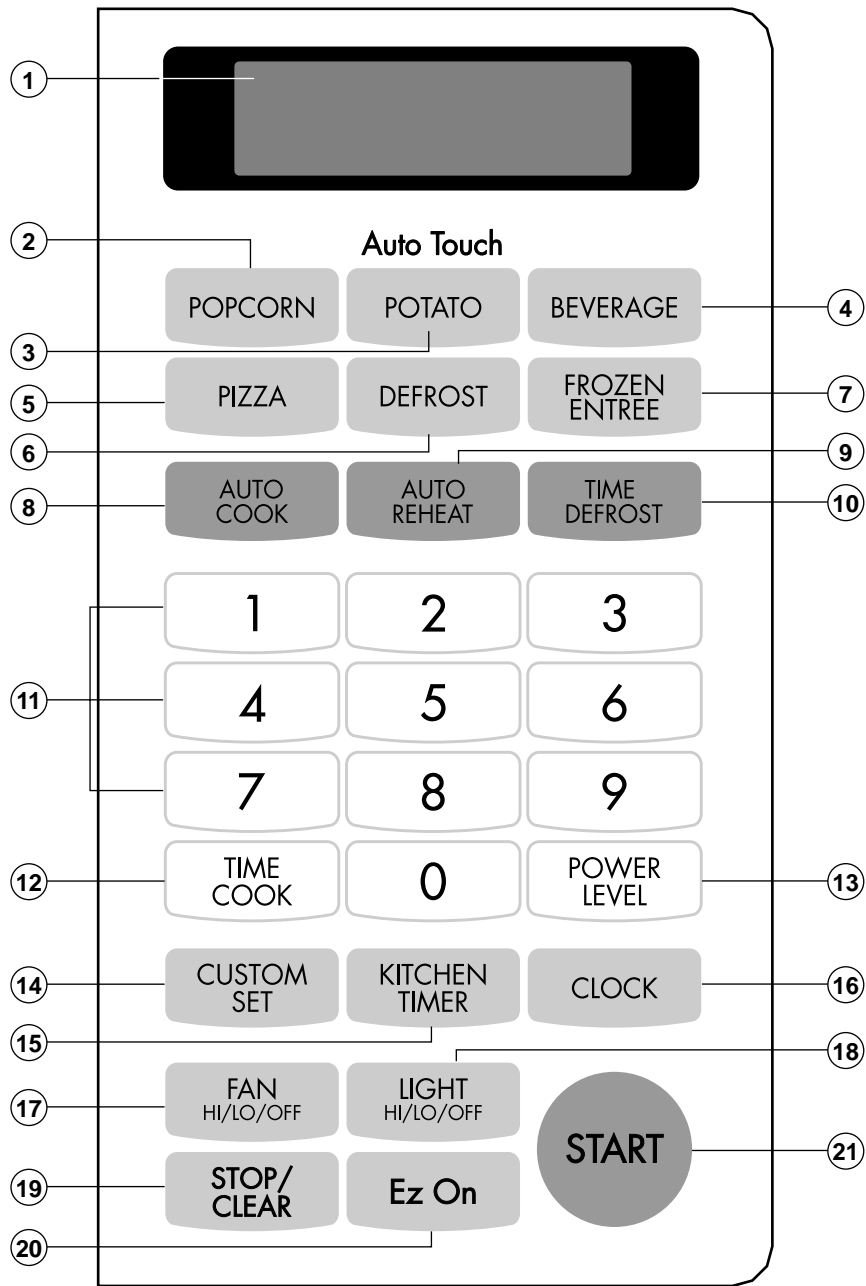 1
2
Auto Touch
POPCORN
POTATO
BEVERAGE
4
3
5
PIZZA
DEFROST
FROZEN
ENTREE
7
6
9
8
AUTO
COOK
AUTO
REHEAT
TIME
DEFROST
10
1
2
3
11
4
5
6
7
8
9
12
TIME
COOK
0
POWER
LEVEL
13
14
CUSTOM
SET
KITCHEN
TIMER
CLOCK
16
15
18
17
FAN
HI/LO/OFF
LIGHT
HI/LO/OFF
START
21
19
STOP/
CLEAR
Ez On
20